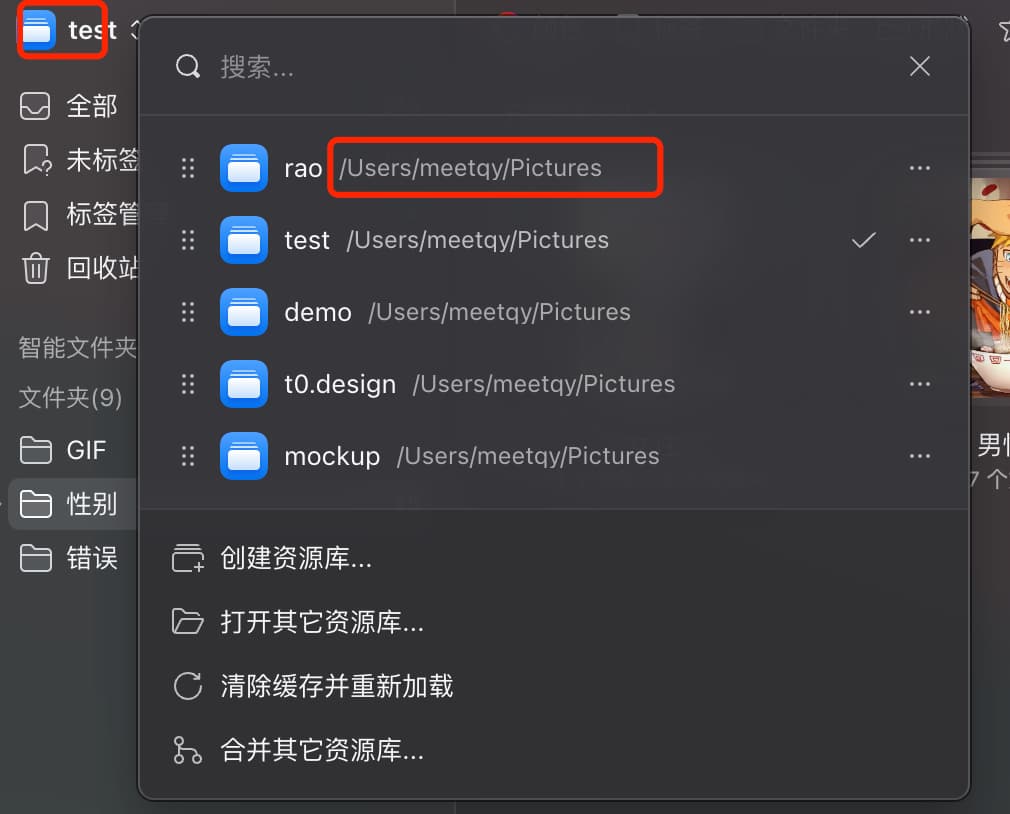 test
搜索...
全部
rao /Users/meetqy/Pictures
未标签
标签管
test /Users/meetqy/Pictures
回收站
demo /Users/meetqy/Pictures
智能文件夹
t0.design /Users/meetqy/Pictures
文件夹(9)
GIF
mockup /Users/meetqy/Pictures
性别
错误
创建资源库...
打开其它资源库...
清除缓存并重新加载
合并其它资源库...
男性
7 个